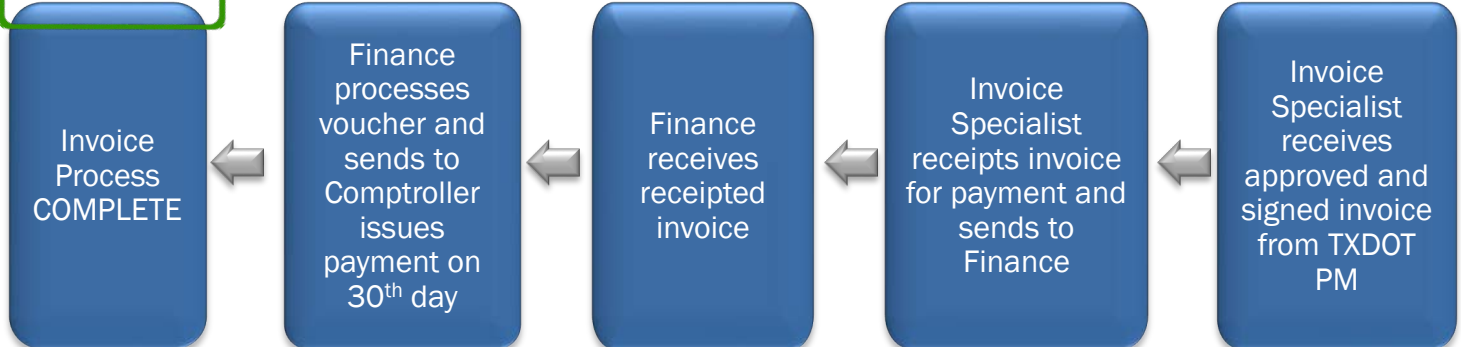 Invoice
Process
COMPLETE
Finance
processes
voucher and
sends to
Comptroller
issues
payment on
30th day
Finance
receives
receipted
invoice
Invoice
Specialist
receipts invoice
for payment and
sends to
Finance
Invoice
Specialist
receives
approved and
signed invoice
from TXDOT
PM